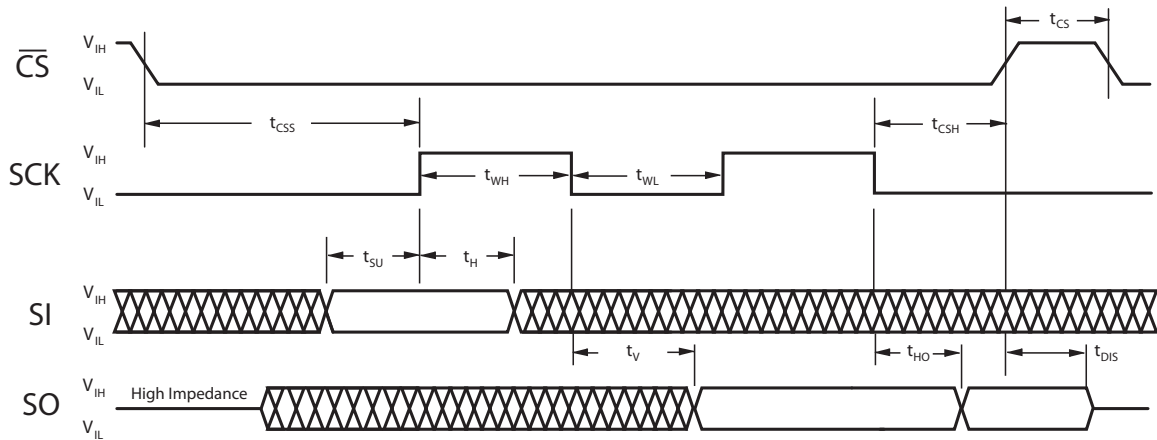 t_CS
V_IH
C̅S̅
V_IL
t_CSS
t_CSH
V_IH
SCK
t_WH
t_WL
V_IL
t_SU
t_H
V_IH
SI
V_IL
t_V
t_HO
t_DIS
V_IH
High Impedance
SO
V_IL